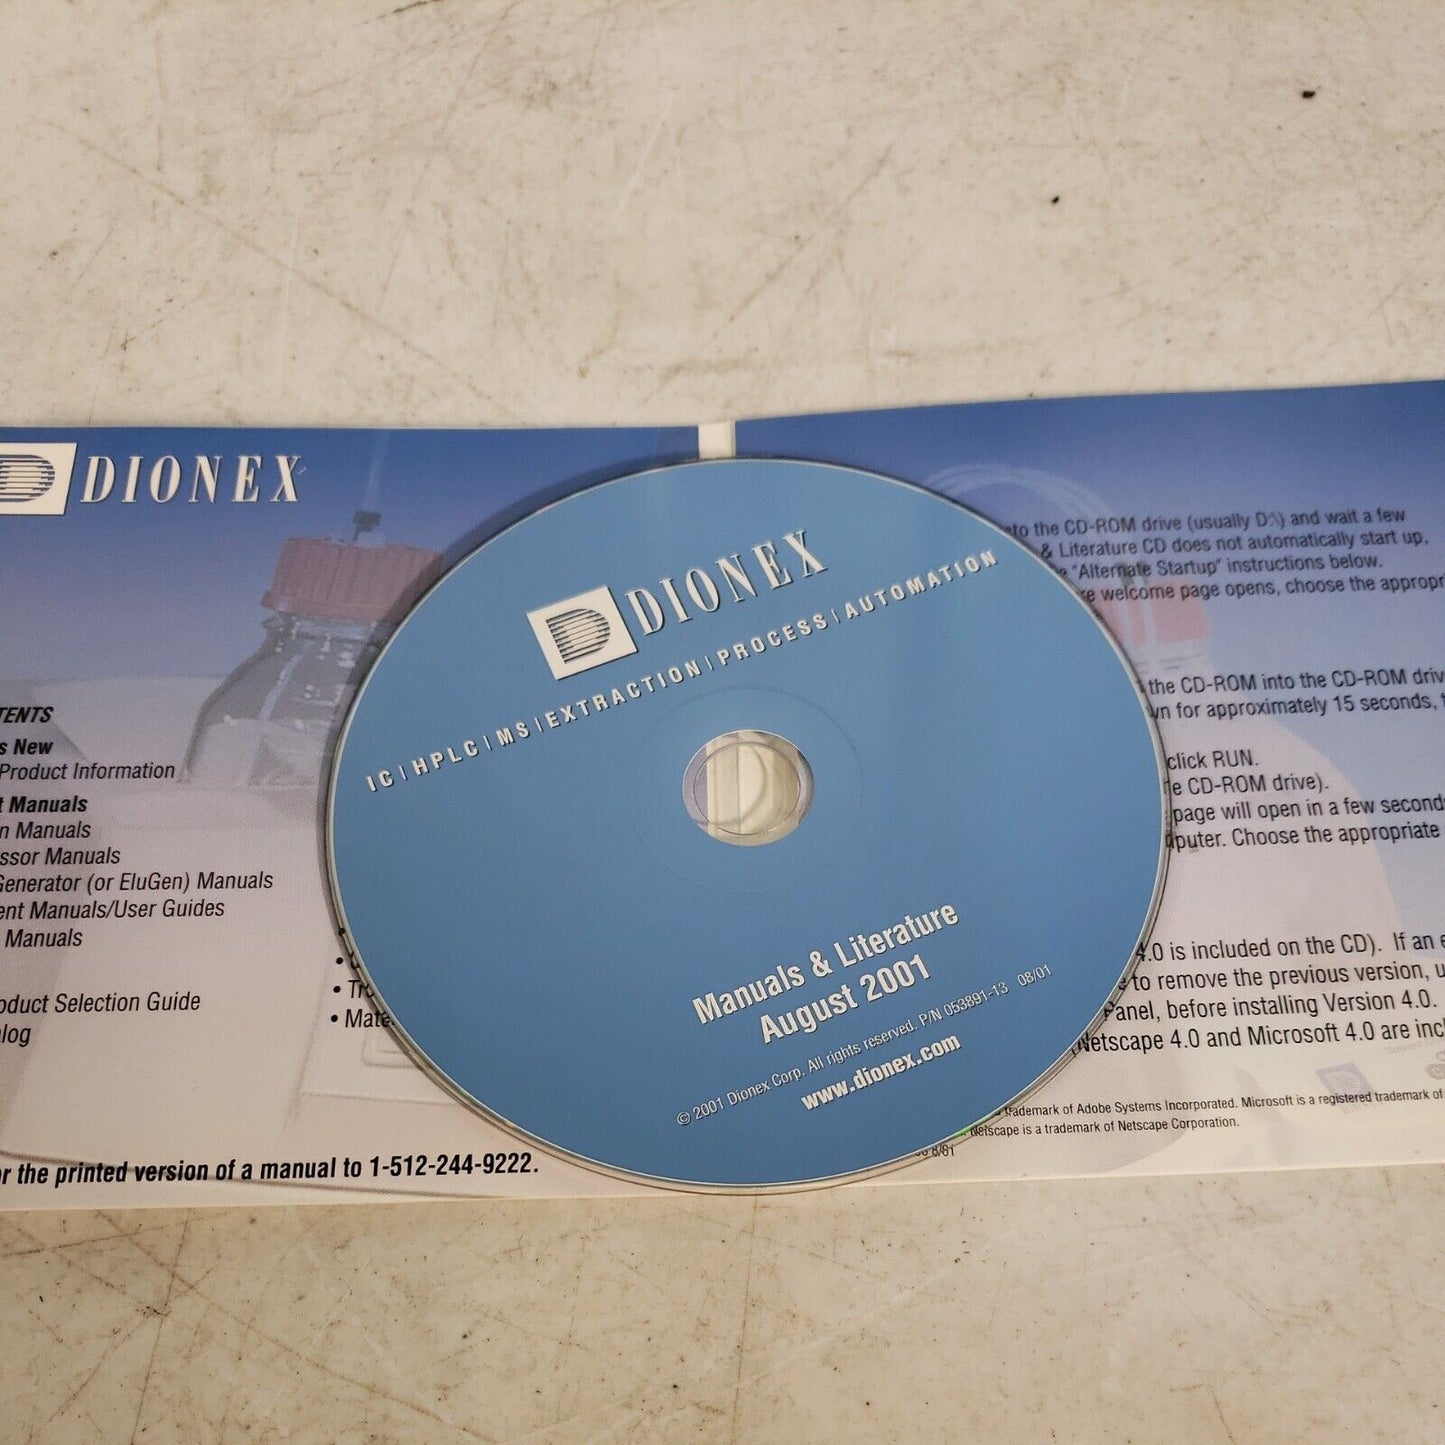 DIONEX
TENTS
s New
Product Information
t Manuals
n Manuals
ssor Manuals
Generator (or EluGen) Manuals
ent Manuals/User Guides
Manuals
oduct Selection Guide
log
• Mate
or the printed version of a manual to 1-512-244-9222.
DIONEX
IC | HPLC | MS | EXTRACTION | PROCESS | AUTOMATION
Manuals & Literature
August 2001
© 2001 Dionex Corp. All rights reserved. P/N 053891-13 08/01
www.dionex.com
to the CD-ROM drive (usually D:\) and wait a few
& Literature CD does not automatically start up,
"Alternate Startup" instructions below.
re welcome page opens, choose the appropri
the CD-ROM into the CD-ROM driv
wn for approximately 15 seconds, t
click RUN.
e CD-ROM drive).
page will open in a few second
puter. Choose the appropriate
4.0 is included on the CD). If an e
to remove the previous version, u
Panel, before installing Version 4.0.
(Netscape 4.0 and Microsoft 4.0 are incl
trademark of Adobe Systems Incorporated. Microsoft is a registered trademark of
Netscape is a trademark of Netscape Corporation.
8/01